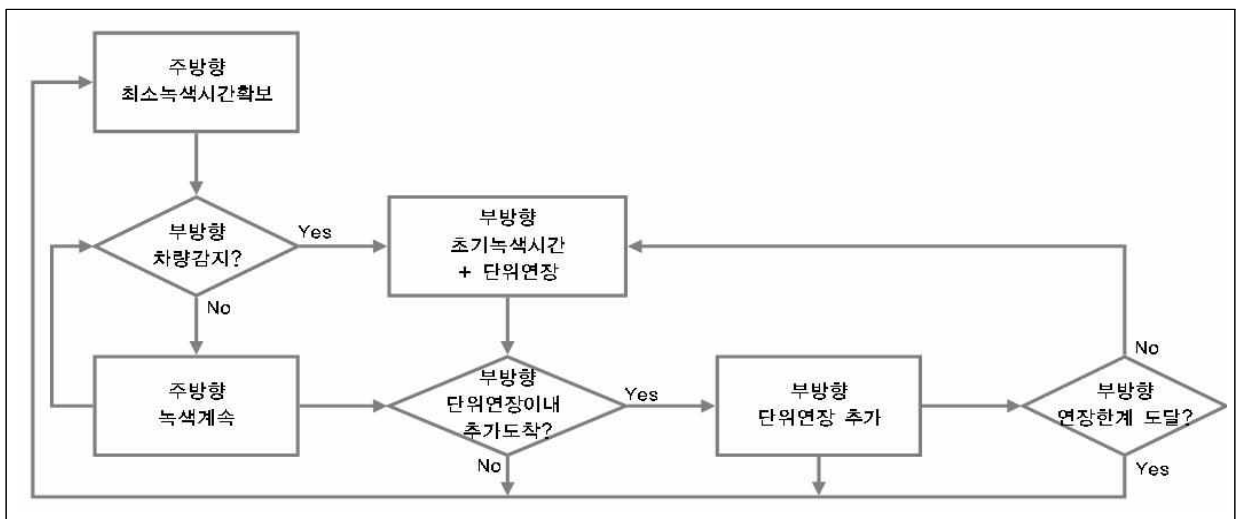 주방향
최소녹색시간확보
부방향
차량감지?
Yes
No
부방향
초기녹색시간
+ 단위연장
주방향
녹색계속
부방향
단위연장이내
추가도착?
Yes
No
부방향
단위연장 추가
부방향
연장한계 도달?
No
Yes